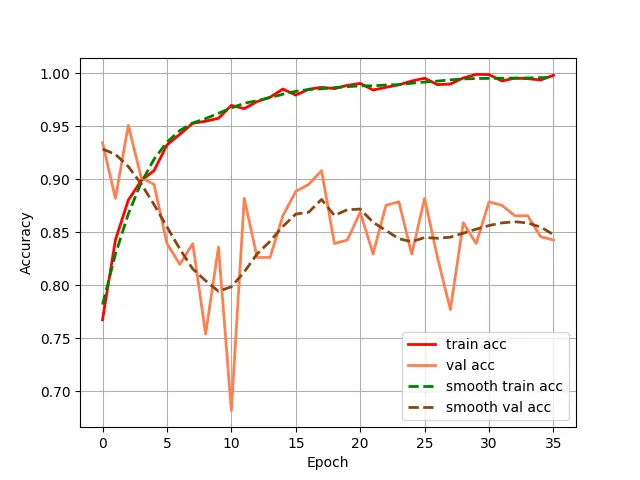 1.00
0.95
0.90
0.85
0.80
0.75
0.70
Accuracy
train acc
val acc
smooth train acc
smooth val acc
0 5 10 15 20 25 30 35
Epoch